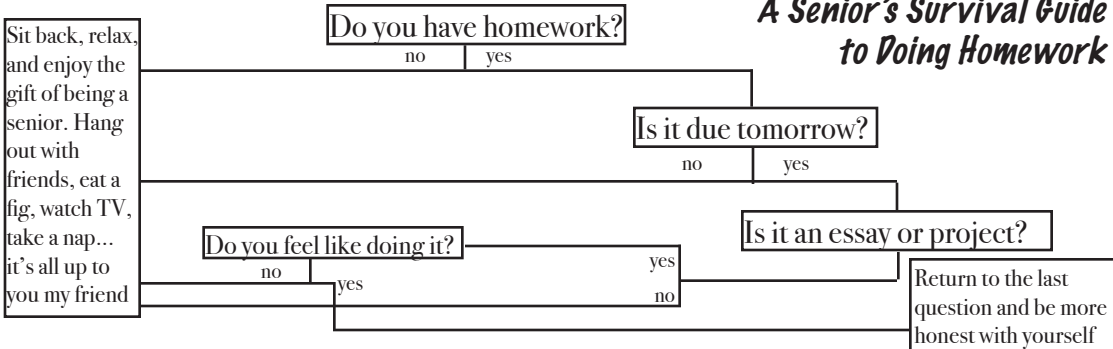 A Senior's Survival Guide
to Doing Homework
Do you have homework?
no
yes
Sit back, relax,
and enjoy the
gift of being a
senior. Hang
out with
friends, eat a
fig, watch TV,
take a nap...
it's all up to
you my friend
Is it due tomorrow?
no
yes
Is it an essay or project?
yes
no
Do you feel like doing it?
no
yes
Return to the last
question and be more
honest with yourself